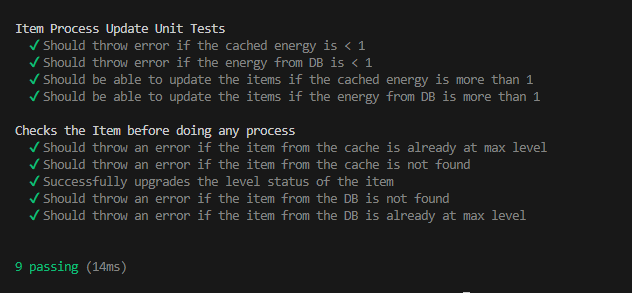 Item Process Update Unit Tests
✓ Should throw error if the cached energy is < 1
✓ Should throw error if the energy from DB is < 1
✓ Should be able to update the items if the cached energy is more than 1
✓ Should be able to update the items if the energy from DB is more than 1
Checks the Item before doing any process
✓ Should throw an error if the item from the cache is already at max level
✓ Should throw an error if the item from the cache is not found
✓ Successfully upgrades the level status of the item
✓ Should throw an error if the item from the DB is not found
✓ Should throw an error if the item from the DB is already at max level
9 passing (14ms)